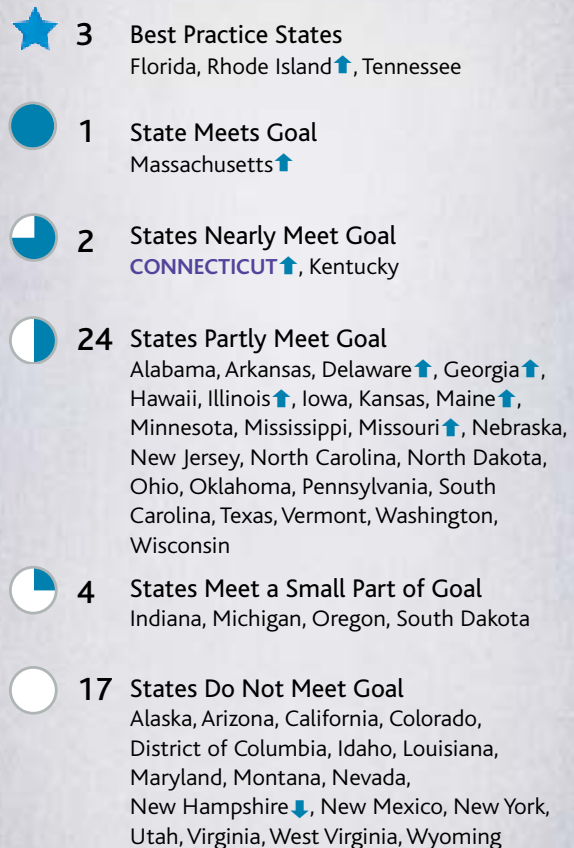 3 Best Practice States
Florida, Rhode Island⬆, Tennessee
1 State Meets Goal
Massachusetts⬆
2 States Nearly Meet Goal
CONNECTICUT⬆, Kentucky
24 States Partly Meet Goal
Alabama, Arkansas, Delaware⬆, Georgia⬆,
Hawaii, Illinois⬆, Iowa, Kansas, Maine⬆,
Minnesota, Mississippi, Missouri⬆, Nebraska,
New Jersey, North Carolina, North Dakota,
Ohio, Oklahoma, Pennsylvania, South
Carolina, Texas, Vermont, Washington,
Wisconsin
4 States Meet a Small Part of Goal
Indiana, Michigan, Oregon, South Dakota
17 States Do Not Meet Goal
Alaska, Arizona, California, Colorado,
District of Columbia, Idaho, Louisiana,
Maryland, Montana, Nevada,
New Hampshire⬇, New Mexico, New York,
Utah, Virginia, West Virginia, Wyoming